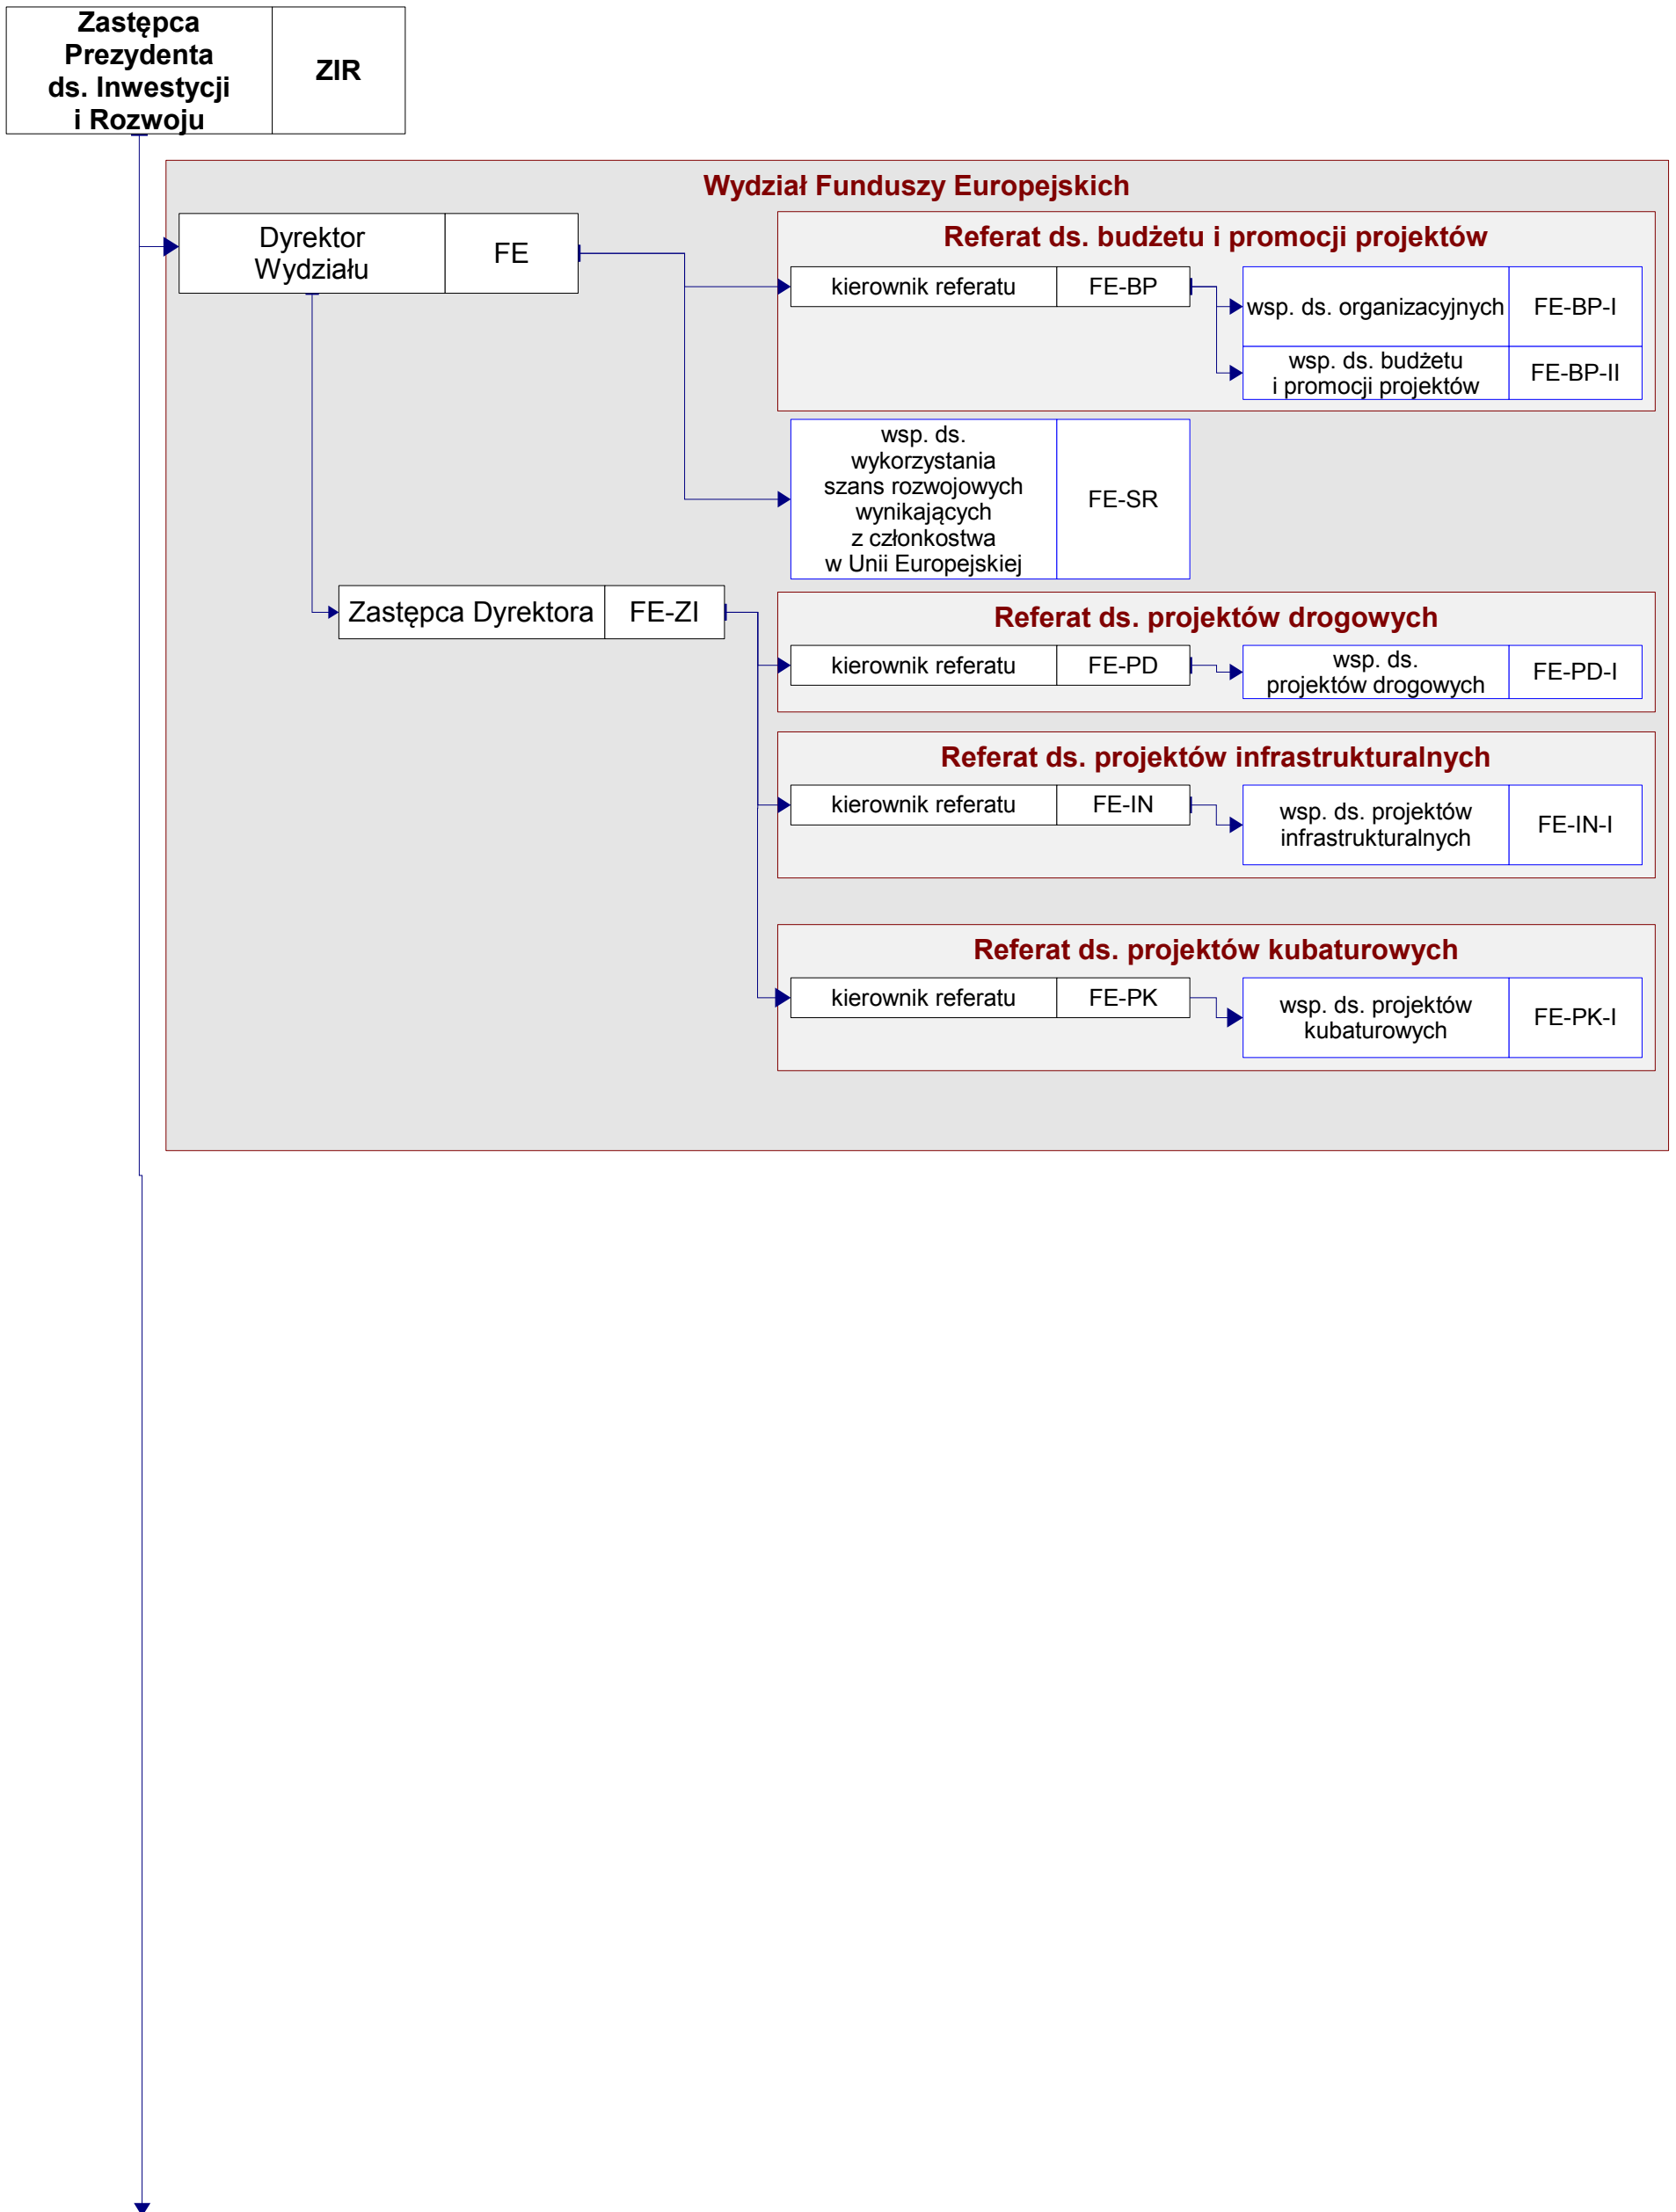 Zastępca
Prezydenta
ds. Inwestycji
i Rozwoju
ZIR
Wydział Funduszy Europejskich
Dyrektor
Wydziału
FE
Referat ds. budżetu i promocji projektów
kierownik referatu
FE-BP
wsp. ds. organizacyjnych
FE-BP-I
wsp. ds. budżetu
i promocji projektów
FE-BP-II
wsp. ds.
wykorzystania
szans rozwojowych
wynikających
z członkostwa
w Unii Europejskiej
FE-SR
Zastępca Dyrektora
FE-ZI
Referat ds. projektów drogowych
kierownik referatu
FE-PD
wsp. ds.
projektów drogowych
FE-PD-I
Referat ds. projektów infrastrukturalnych
kierownik referatu
FE-IN
wsp. ds. projektów
infrastrukturalnych
FE-IN-I
Referat ds. projektów kubaturowych
kierownik referatu
FE-PK
wsp. ds. projektów
kubaturowych
FE-PK-I